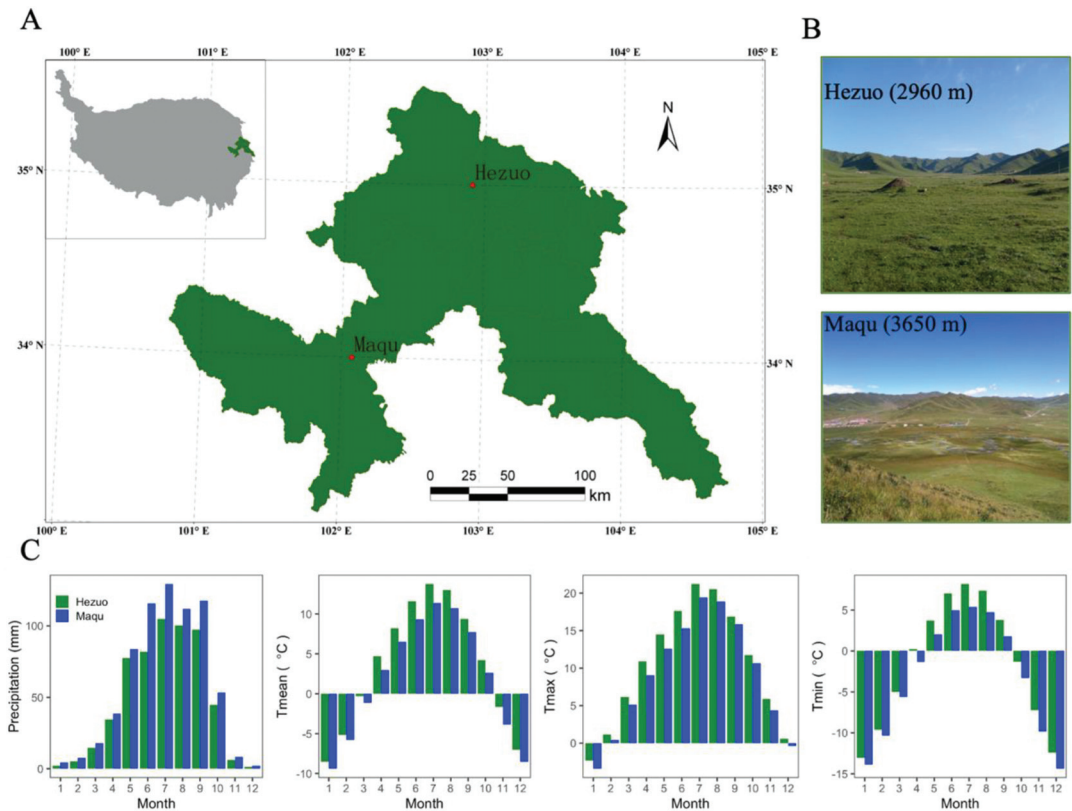 A
B
100° E
101° E
102° E
103° E
104° E
105° E
Hezuo (2960 m)
N
35° N
Hezuo
35° N
Maqu (3650 m)
34° N
Maqu
34° N
0 25 50 100
km
100° E
101° E
102° E
103° E
104° E
105° E
C
Precipitation (mm)
100
50
0
Hezuo
Maqu
1 2 3 4 5 6 7 8 9 10 11 12
Month
Tmean ( °C)
10
5
0
-5
-10
1 2 3 4 5 6 7 8 9 10 11 12
Month
Tmax ( °C)
20
10
0
1 2 3 4 5 6 7 8 9 10 11 12
Month
Tmin ( °C)
5
0
-5
-10
-15
1 2 3 4 5 6 7 8 9 10 11 12
Month